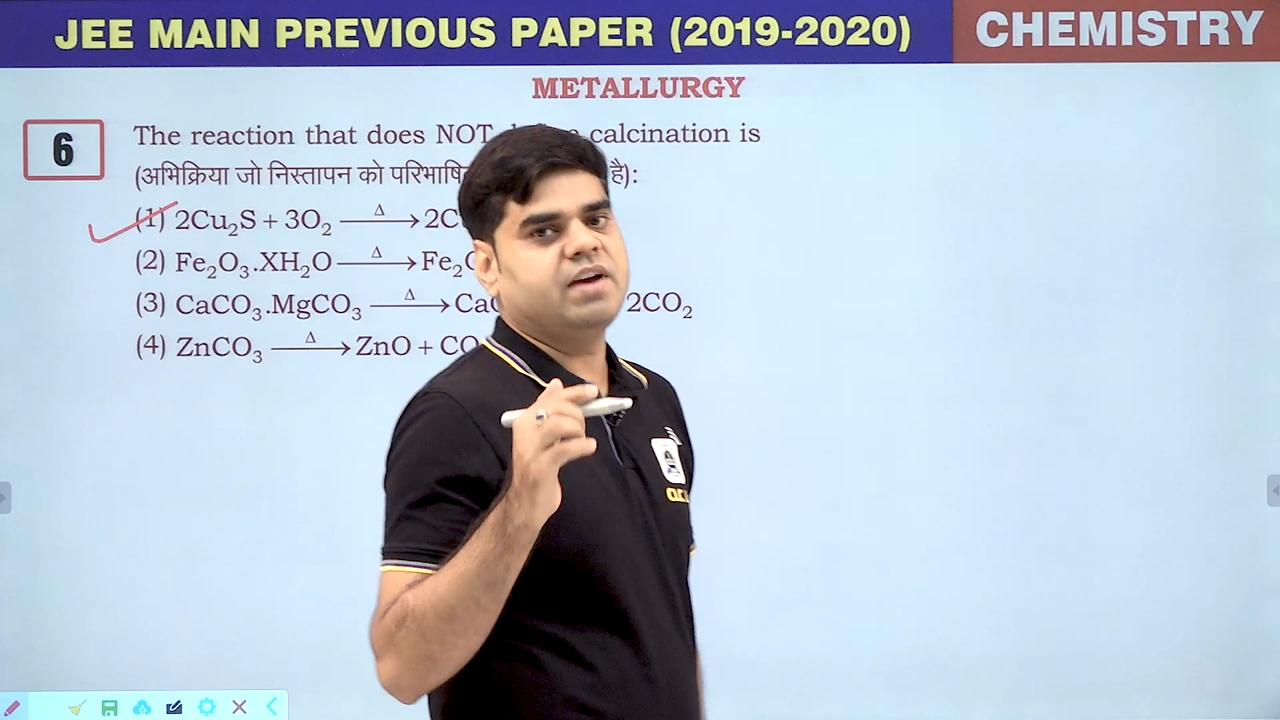 JEE MAIN PREVIOUS PAPER (2019-2020) CHEMISTRY
METALLURGY
6 The reaction that does NOT calcination is
(अभिक्रिया जो निस्तापन को है):
(1) 2Cu₂S + 3O₂ —Δ→ 2C
(2) Fe₂O₃.XH₂O —Δ→ Fe₂
(3) CaCO₃.MgCO₃ —Δ→ Ca 2CO₂
(4) ZnCO₃ —Δ→ ZnO + CO